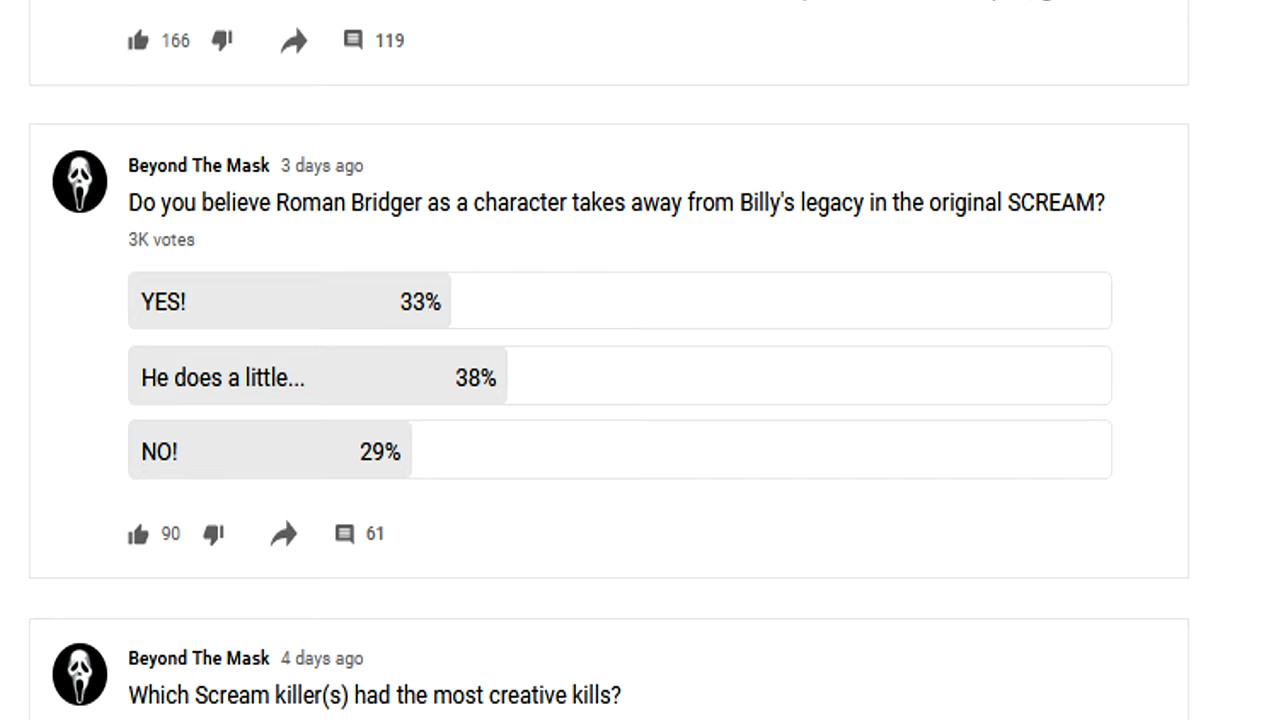 166 119
Beyond The Mask 3 days ago
Do you believe Roman Bridger as a character takes away from Billy's legacy in the original SCREAM?
3K votes
YES! 33%
He does a little... 38%
NO! 29%
90 61
Beyond The Mask 4 days ago
Which Scream killer(s) had the most creative kills?